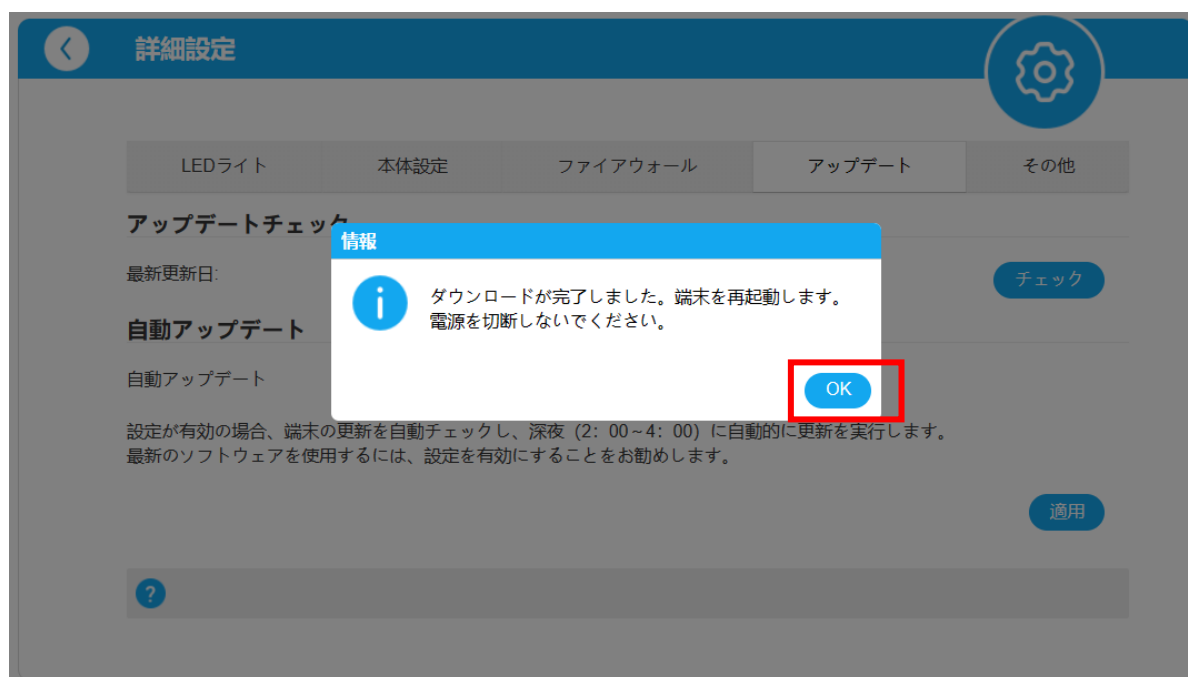 詳細設定
LEDライト
本体設定
ファイアウォール
アップデート
その他
アップデートチェック
最新更新日:
チェック
情報
ダウンロードが完了しました。端末を再起動します。
電源を切断しないでください。
OK
自動アップデート
自動アップデート
設定が有効の場合、端末の更新を自動チェックし、深夜（2：00~4：00）に自動的に更新を実行します。
最新のソフトウェアを使用するには、設定を有効にすることをお勧めします。
適用
?